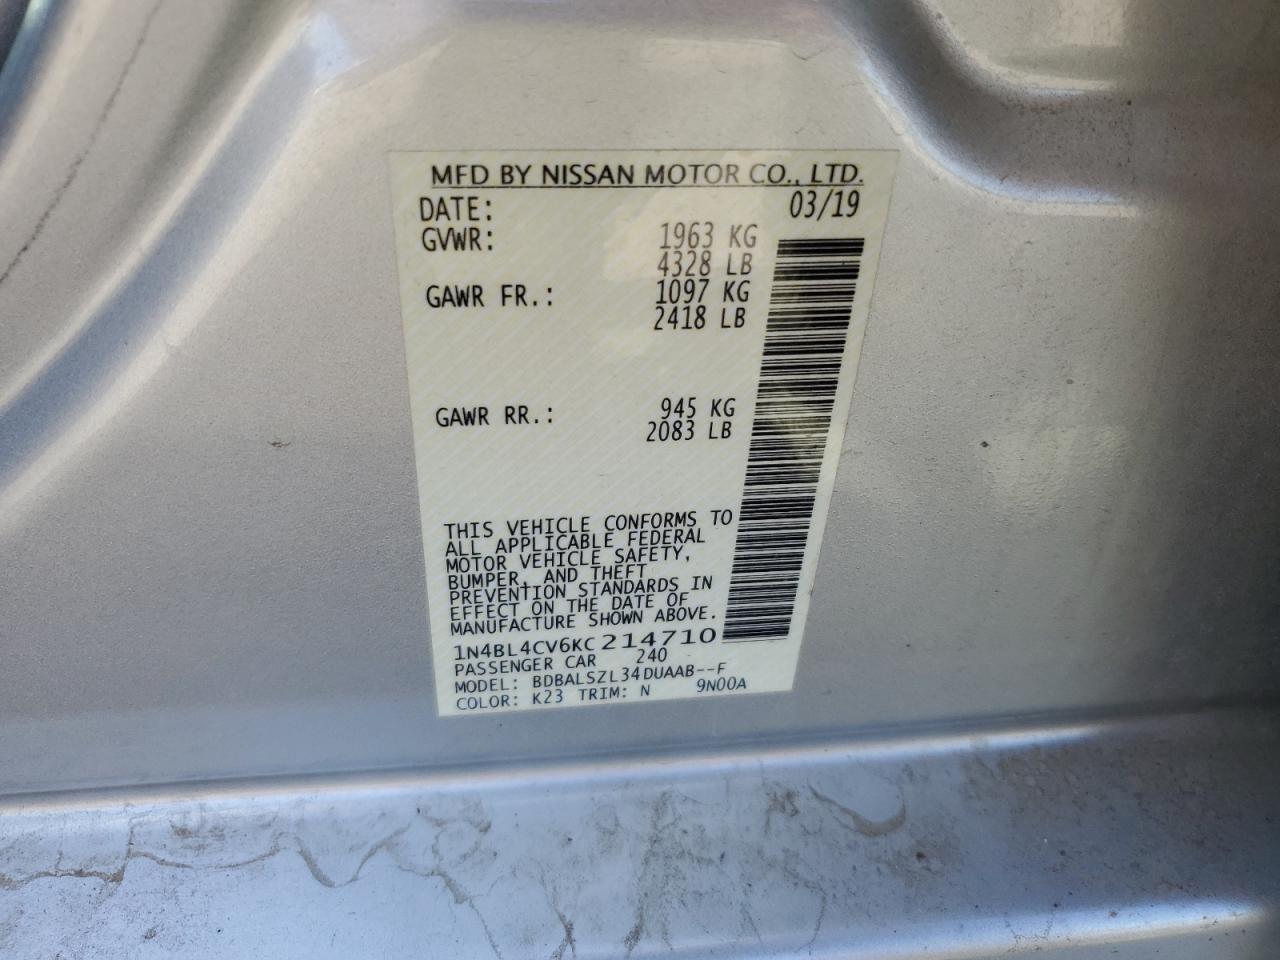 MFD BY NISSAN MOTOR CO., LTD.
DATE: 03/19
GVWR: 1963 KG
4328 LB
GAWR FR.: 1097 KG
2418 LB
GAWR RR.: 945 KG
2083 LB
THIS VEHICLE CONFORMS TO
ALL APPLICABLE FEDERAL
MOTOR VEHICLE SAFETY,
BUMPER, AND THEFT
PREVENTION STANDARDS IN
EFFECT ON THE DATE OF
MANUFACTURE SHOWN ABOVE.
1N4BL4CV6KC214710
PASSENGER CAR 240
MODEL: BDBALSZL34DUAAB--F
COLOR: K23 TRIM: N 9N00A